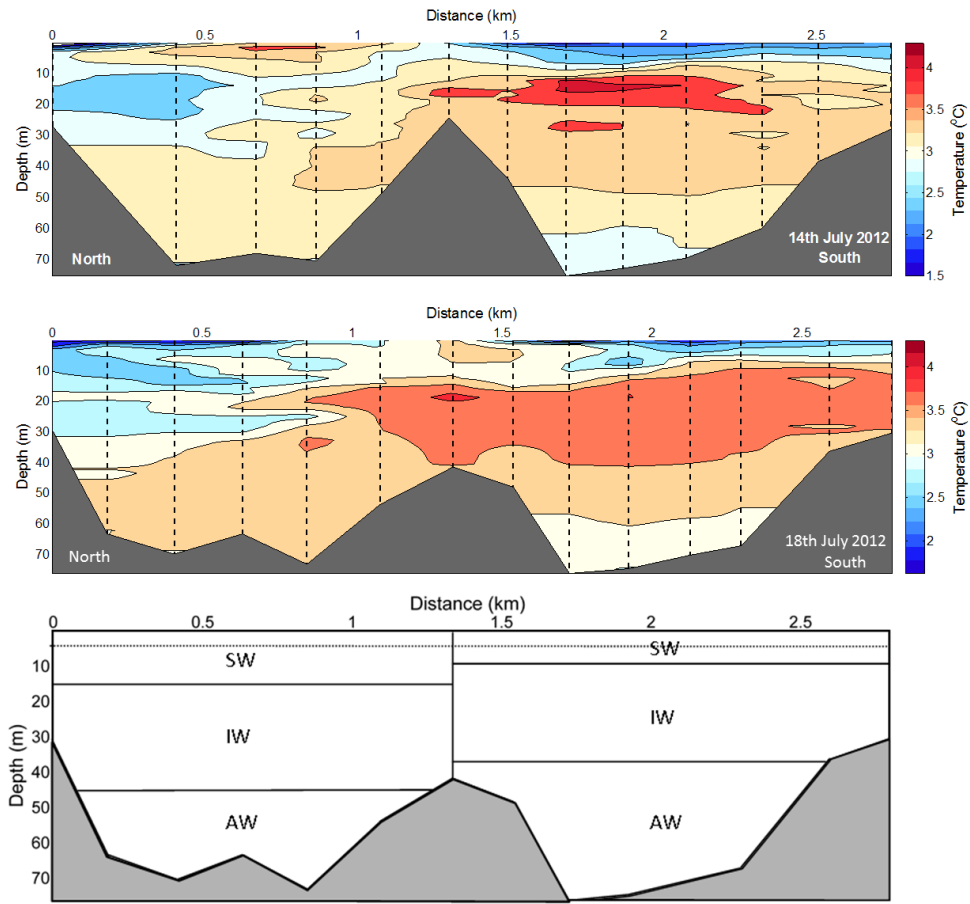 Distance (km)
0 0.5 1 1.5 2 2.5
10
20
30
40
50
60
70
Depth (m)
North
14th July 2012
South
4
3.5
3
2.5
2
1.5
Temperature (°C)
Distance (km)
0 0.5 1 1.5 2 2.5
10
20
30
40
50
60
70
Depth (m)
North
18th July 2012
South
4
3.5
3
2.5
2
Temperature (°C)
Distance (km)
0 0.5 1 1.5 2 2.5
10
20
30
40
50
60
70
Depth (m)
SW SW
IW IW
AW AW